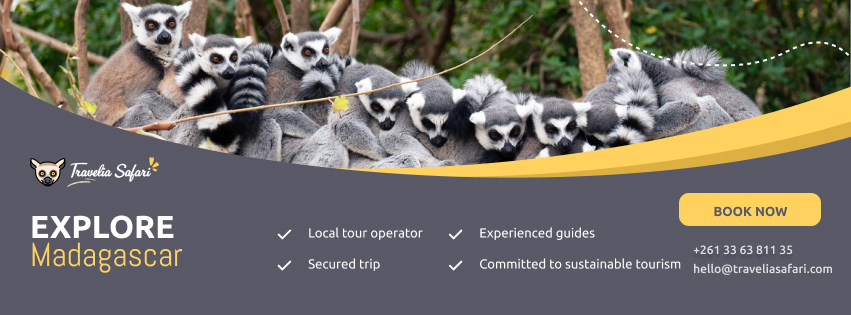 Travelia Safari
EXPLORE
Madagascar
Local tour operator
Secured trip
Experienced guides
Committed to sustainable tourism
BOOK NOW
+261 33 63 811 35
hello@traveliasafari.com